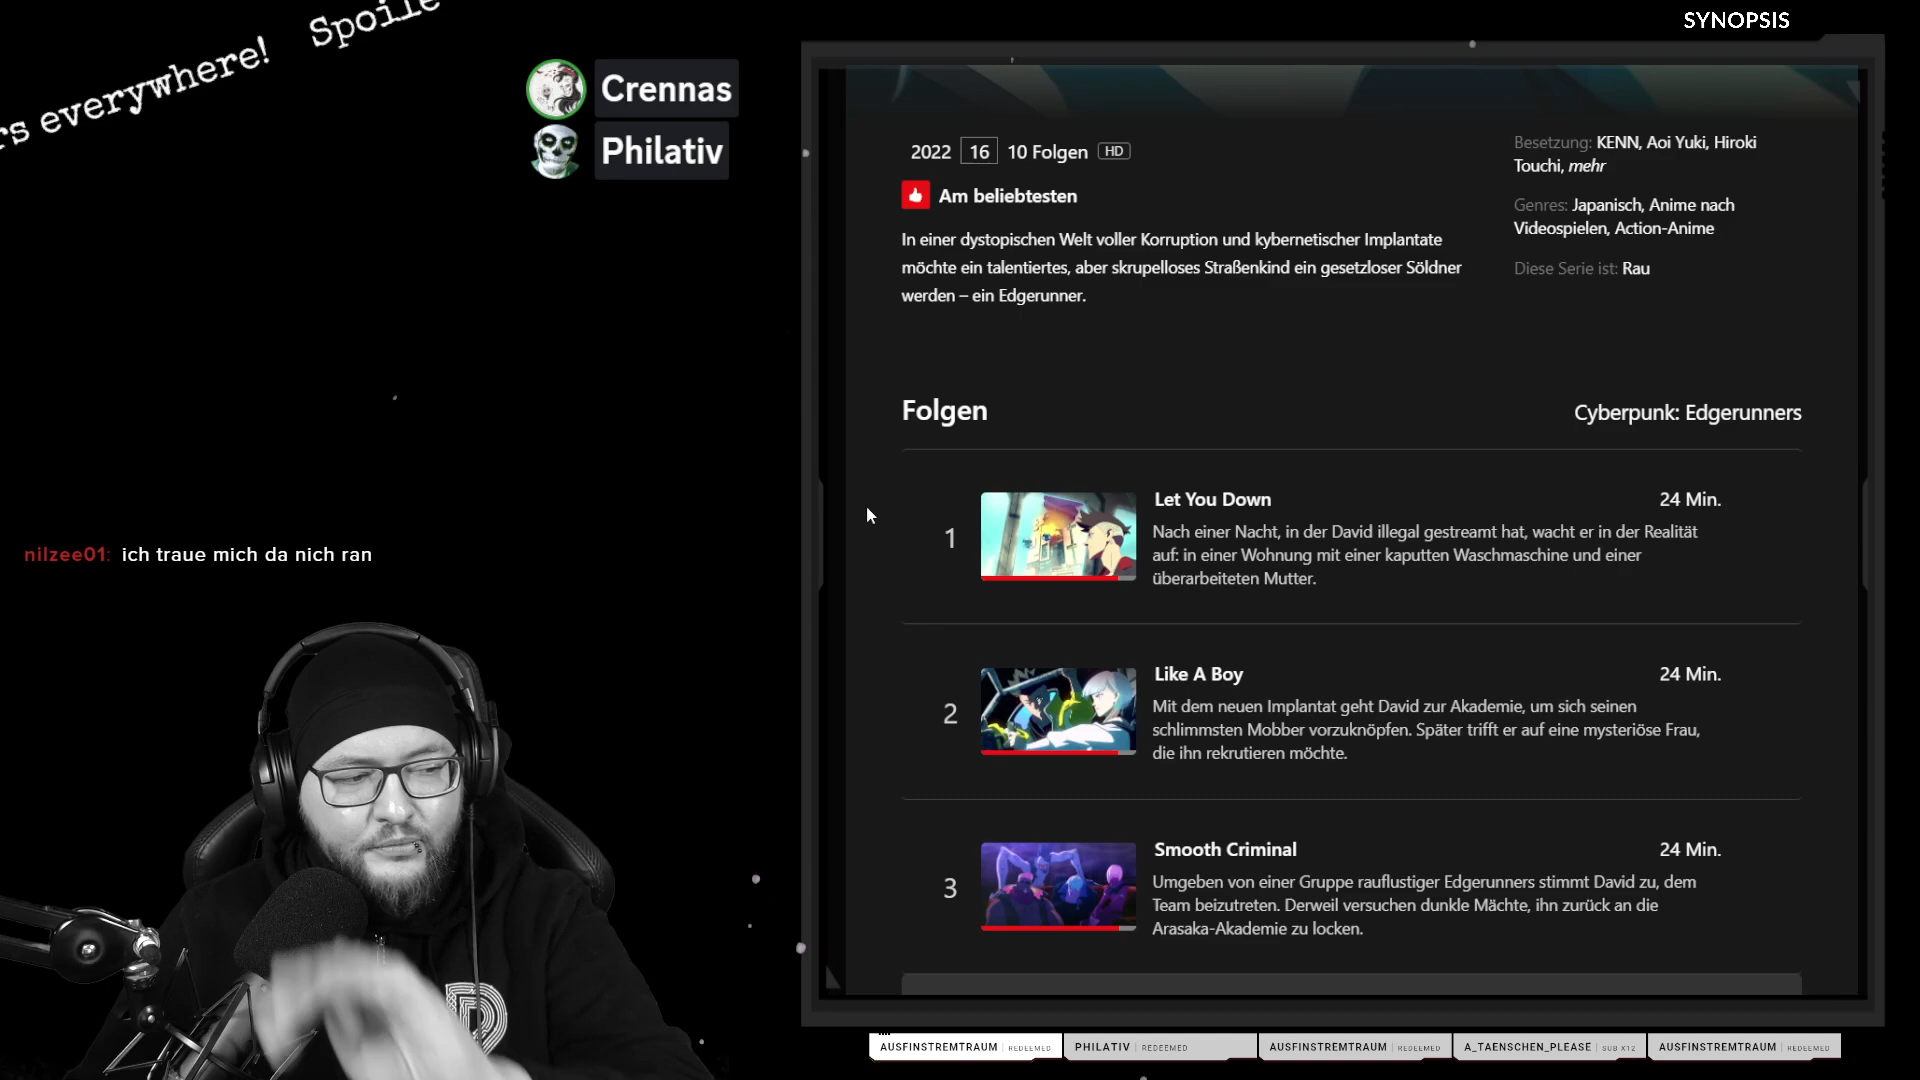 rs everywhere!
Spoile
Crennas
Philativ
nilzee01: ich traue mich da nich ran
SYNOPSIS
2022 16 10 Folgen HD
Am beliebtesten
In einer dystopischen Welt voller Korruption und kybernetischer Implantate
möchte ein talentiertes, aber skrupelloses Straßenkind ein gesetzloser Söldner
werden – ein Edgerunner.
Besetzung: KENN, Aoi Yuki, Hiroki
Touchi, mehr
Genres: Japanisch, Anime nach
Videospielen, Action-Anime
Diese Serie ist: Rau
Folgen
Cyberpunk: Edgerunners
1
Let You Down
24 Min.
Nach einer Nacht, in der David illegal gestreamt hat, wacht er in der Realität
auf: in einer Wohnung mit einer kaputten Waschmaschine und einer
überarbeiteten Mutter.
2
Like A Boy
24 Min.
Mit dem neuen Implantat geht David zur Akademie, um sich seinen
schlimmsten Mobber vorzuknöpfen. Später trifft er auf eine mysteriöse Frau,
die ihn rekrutieren möchte.
3
Smooth Criminal
24 Min.
Umgeben von einer Gruppe rauflustiger Edgerunners stimmt David zu, dem
Team beizutreten. Derweil versuchen dunkle Mächte, ihn zurück an die
Arasaka-Akademie zu locken.
AUSFINSTREMTRAUM | REDEEMED
PHILATIV | REDEEMED
AUSFINSTREMTRAUM | REDEEMED
A_TAENSCHEN_PLEASE | SUB X12
AUSFINSTREMTRAUM | REDEEMED